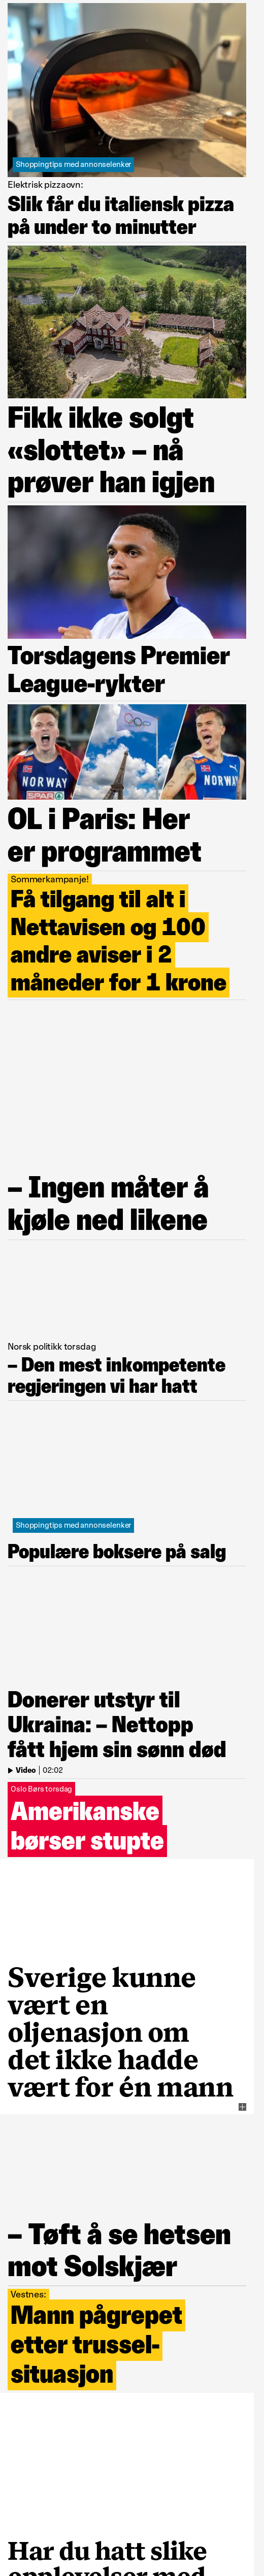 Shoppingtips med annonselenker
Elektrisk pizzaovn:
Slik får du italiensk pizza
på under to minutter
Fikk ikke solgt
«slottet» – nå
prøver han igjen
Torsdagens Premier
League-rykter
NORWAY
NORWAY
SPAR
OL i Paris: Her
er programmet
Sommerkampanje!
Få tilgang til alt i
Nettavisen og 100
andre aviser i 2
måneder for 1 krone
– Ingen måter å
kjøle ned likene
Norsk politikk torsdag
– Den mest inkompetente
regjeringen vi har hatt
Shoppingtips med annonselenker
Populære boksere på salg
Donerer utstyr til
Ukraina: – Nettopp
fått hjem sin sønn død
Video | 02:02
Oslo Børs torsdag
Amerikanske
børser stupte
Sverige kunne
vært en
oljenasjon om
det ikke hadde
vært for én mann
– Tøft å se hetsen
mot Solskjær
Vestnes:
Mann pågrepet
etter trussel-
situasjon
Har du hatt slike
opplevelser med